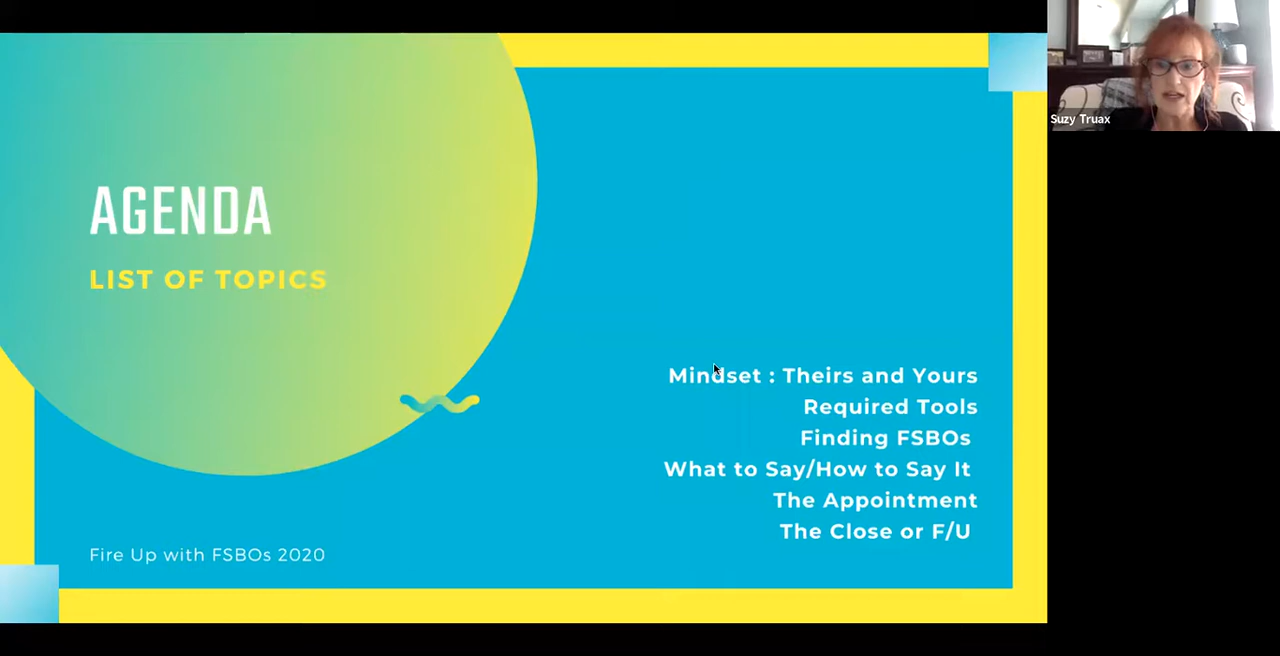 AGENDA
LIST OF TOPICS
Mindset : Theirs and Yours
Required Tools
Finding FSBOs
What to Say/How to Say It
The Appointment
The Close or F/U
Fire Up with FSBOs 2020
Suzy Truax